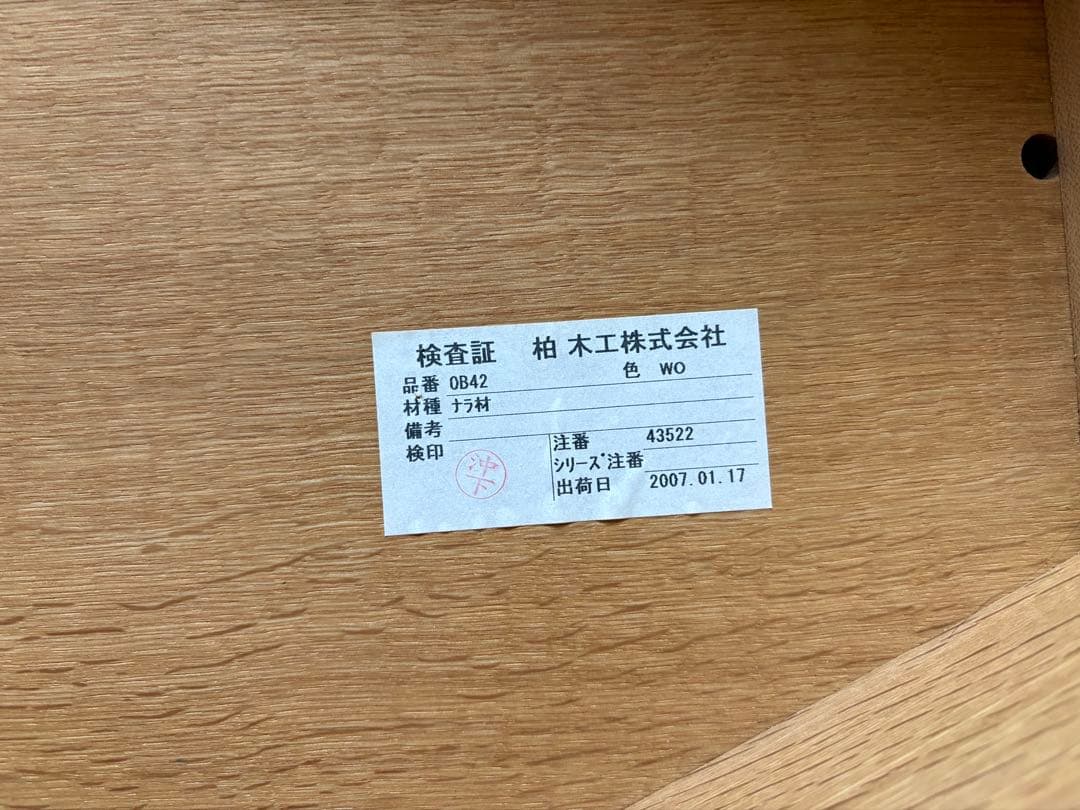 検査証 柏木工株式会社
品番 OB42 色 WO
材種 ﾅﾗ材
備考
検印 沖下
注番 43522
ｼﾘｰｽﾞ注番
出荷日 2007.01.17